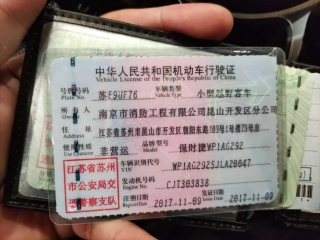 中华人民共和国机动车行驶证
Vehicle License of the People's Republic of China
号牌号码 苏F9UF76 车辆类型 小型越野客车
Plate No. Vehicle Type
所有人 南京市消防工程有限公司昆山开发区分公司
Owner
住址
Address
使用性质 非营运 品牌型号 保时捷WP1AG292
江苏省苏州
市公安局交
通警察支队
车辆识别代号
VIN
发动机号码 CJT303838
Engine No.
注册日期 2017-11-09 发证日期 2017-11-09
Register Date Issue Date